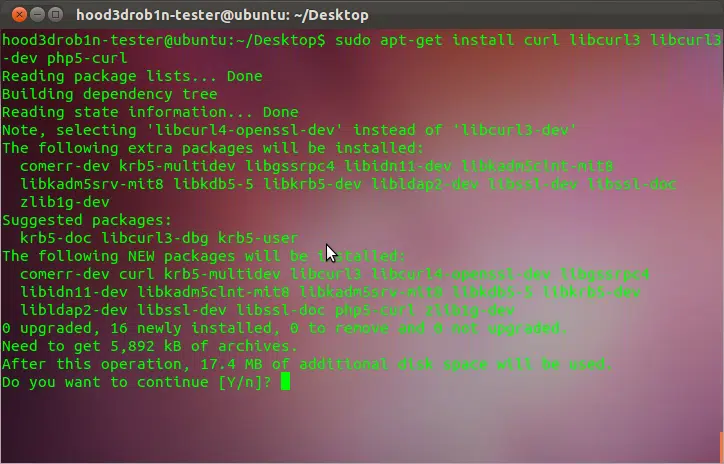 hood3drob1n-tester@ubuntu: ~/Desktop
hood3drob1n-tester@ubuntu:~/Desktop$ sudo apt-get install curl libcurl3 libcurl3
-dev php5-curl
Reading package lists... Done
Building dependency tree
Reading state information... Done
Note, selecting 'libcurl4-openssl-dev' instead of 'libcurl3-dev'
The following extra packages will be installed:
comerr-dev krb5-multidev libgssrpc4 libidn11-dev libkadm5clnt-mit8
libkadm5srv-mit8 libkdb5-5 libkrb5-dev libldap2-dev libssl-dev libssl-doc
zlib1g-dev
Suggested packages:
krb5-doc libcurl3-dbg krb5-user
The following NEW packages will be installed:
comerr-dev curl krb5-multidev libcurl3 libcurl4-openssl-dev libgssrpc4
libidn11-dev libkadm5clnt-mit8 libkadm5srv-mit8 libkdb5-5 libkrb5-dev
libldap2-dev libssl-dev libssl-doc php5-curl zlib1g-dev
0 upgraded, 16 newly installed, 0 to remove and 0 not upgraded.
Need to get 5,892 kB of archives.
After this operation, 17.4 MB of additional disk space will be used.
Do you want to continue [Y/n]?